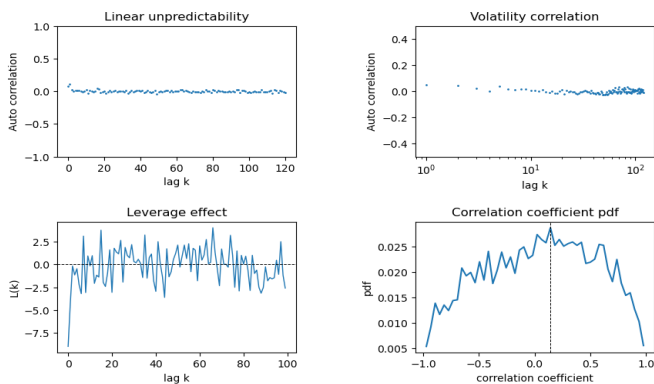 Linear unpredictability
1.0
0.5
0.0
−0.5
−1.0
Auto correlation
0 20 40 60 80 100 120
lag k
Volatility correlation
0.4
0.2
0.0
−0.2
−0.4
Auto correlation
10⁰ 10¹ 10²
lag k
Leverage effect
2.5
0.0
−2.5
−5.0
−7.5
L(k)
0 20 40 60 80 100
lag k
Correlation coefficient pdf
0.025
0.020
0.015
0.010
0.005
pdf
−1.0 −0.5 0.0 0.5 1.0
correlation coefficient